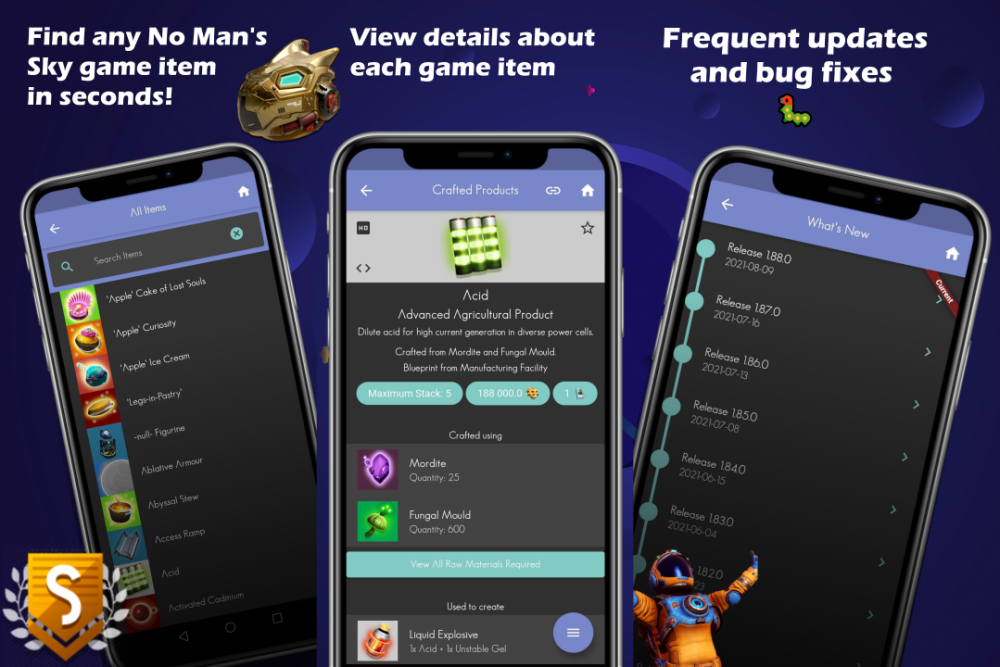 Find any No Man's
Sky game item
in seconds!
All Items
Search Items
'Apple' Cake of Lost Souls
'Apple' Curiosity
'Apple' Ice Cream
'Legs-in-Pastry'
-null- Figurine
Ablative Armour
Abyssal Stew
Access Ramp
Acid
Activated Cadmium
S
View details about
each game item
Crafted Products
HD
Acid
Advanced Agricultural Product
Dilute acid for high current generation in diverse power cells.
Crafted from Mordite and Fungal Mould.
Blueprint from Manufacturing Facility
Maximum Stack: 5
188 000.0
1
Crafted using
Mordite
Quantity: 25
Fungal Mould
Quantity: 600
View All Raw Materials Required
Used to create
Liquid Explosive
1x Acid • 1x Unstable Gel
Frequent updates
and bug fixes
What's New
Current
Release 1.88.0
2021-08-09
Release 1.87.0
2021-07-16
Release 1.86.0
2021-07-13
Release 1.85.0
2021-07-08
Release 1.84.0
2021-06-15
Release 1.83.0
2021-06-04
1.82.0
23